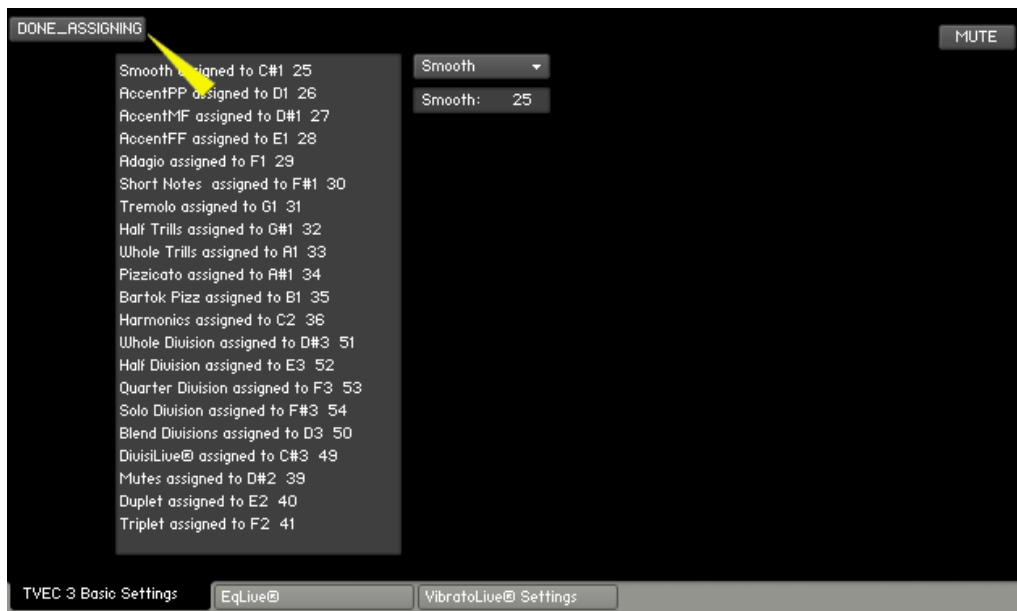 DONE_ASSIGNING
MUTE
Smooth assigned to C#1 25
AccentPP assigned to D1 26
AccentMF assigned to D#1 27
AccentFF assigned to E1 28
Adagio assigned to F1 29
Short Notes assigned to F#1 30
Tremolo assigned to G1 31
Half Trills assigned to G#1 32
Whole Trills assigned to A1 33
Pizzicato assigned to A#1 34
Bartok Pizz assigned to B1 35
Harmonics assigned to C2 36
Whole Division assigned to D#3 51
Half Division assigned to E3 52
Quarter Division assigned to F3 53
Solo Division assigned to F#3 54
Blend Divisions assigned to D3 50
DivisiLive® assigned to C#3 49
Mutes assigned to D#2 39
Duplet assigned to E2 40
Triplet assigned to F2 41
Smooth
Smooth: 25
TVEC 3 Basic Settings
EqLive®
VibratoLive® Settings